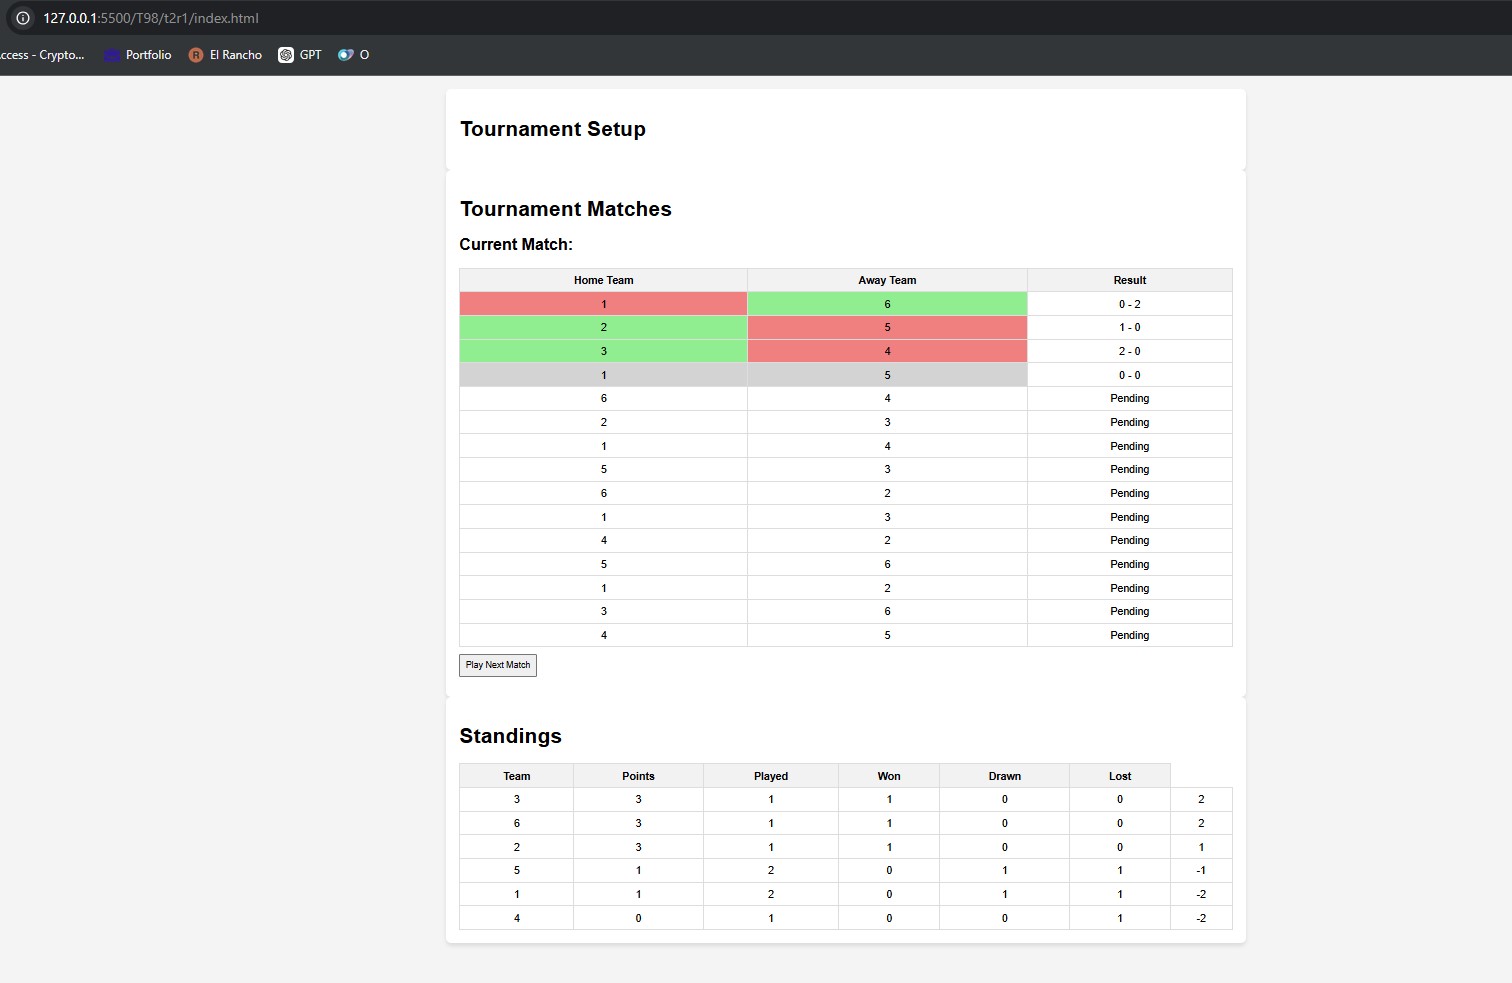 127.0.0.1:5500/T98/t2r1/index.html
ccess - Crypto... Portfolio R El Rancho GPT O
Tournament Setup
Tournament Matches
Current Match:
Home Team Away Team Result
1 6 0 - 2
2 5 1 - 0
3 4 2 - 0
1 5 0 - 0
6 4 Pending
2 3 Pending
1 4 Pending
5 3 Pending
6 2 Pending
1 3 Pending
4 2 Pending
5 6 Pending
1 2 Pending
3 6 Pending
4 5 Pending
Play Next Match
Standings
Team Points Played Won Drawn Lost
3 3 1 1 0 0 2
6 3 1 1 0 0 2
2 3 1 1 0 0 1
5 1 2 0 1 1 -1
1 1 2 0 1 1 -2
4 0 1 0 0 1 -2